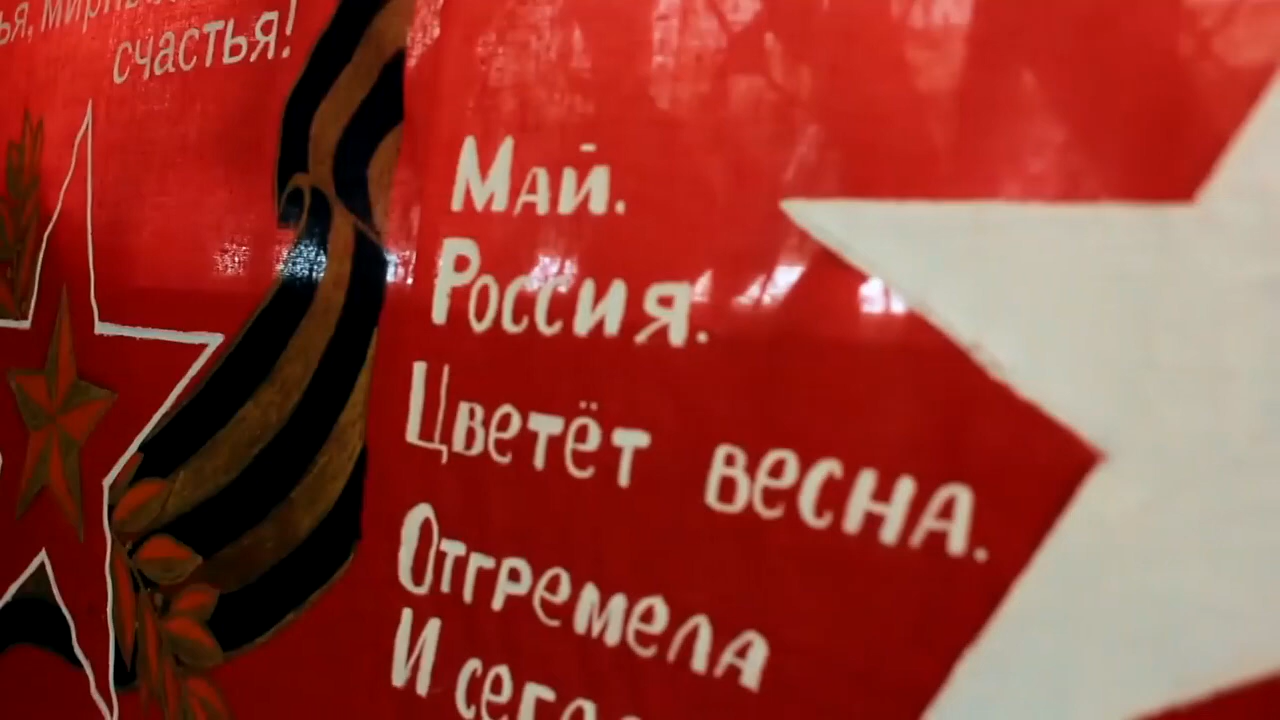 счастья!
Май.
Россия.
Цветёт весна.
Отгремела
И